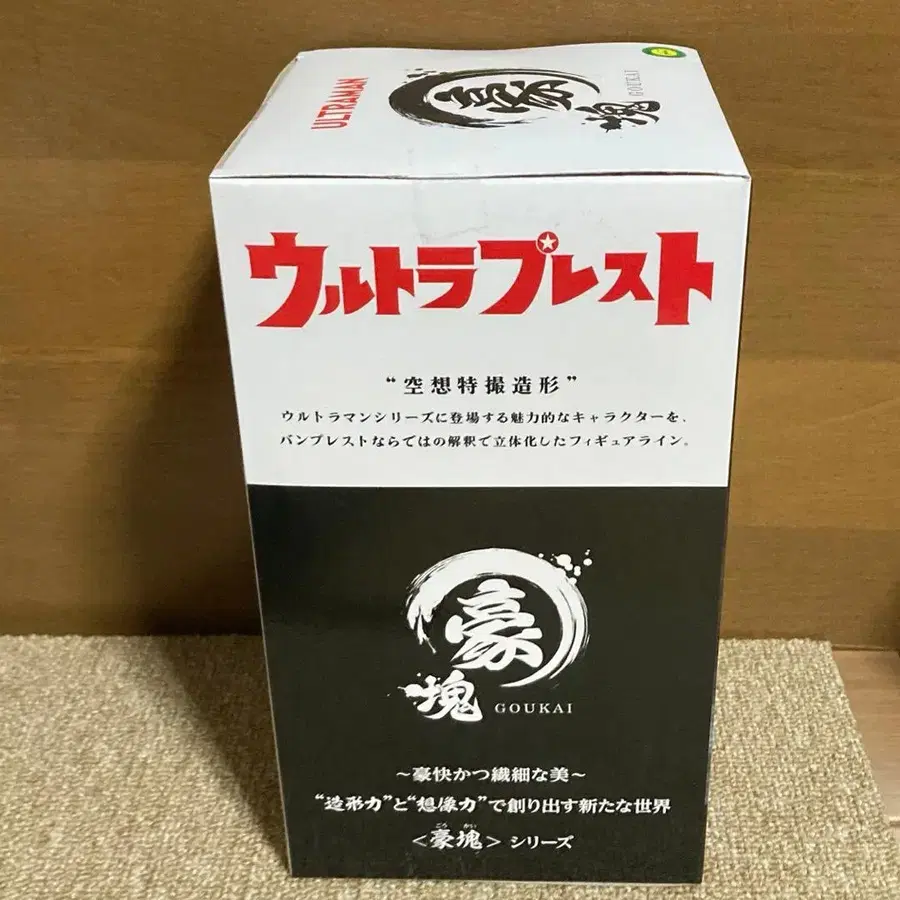 ULTRAMAN
豪塊
GOUKAI
ウルトラプレスト
“空想特撮造形”
ウルトラマンシリーズに登場する魅力的なキャラクターを、
バンプレストならではの解釈で立体化したフィギュアライン。
豪
塊 GOUKAI
～豪快かつ繊細な美～
“造形力”と“想像力”で創り出す新たな世界
ごう かい
＜豪塊＞シリーズ